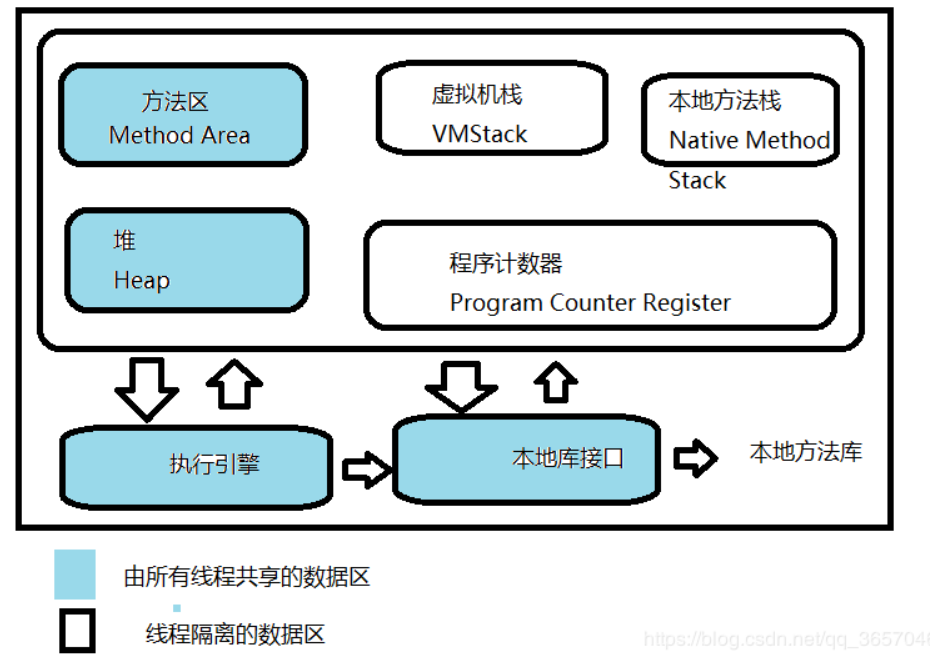 方法区
Method Area
虚拟机栈
VMStack
本地方法栈
Native Method
Stack
堆
Heap
程序计数器
Program Counter Register
执行引擎
本地库接口
本地方法库
由所有线程共享的数据区
线程隔离的数据区
https://blog.csdn.net/qq_3657048